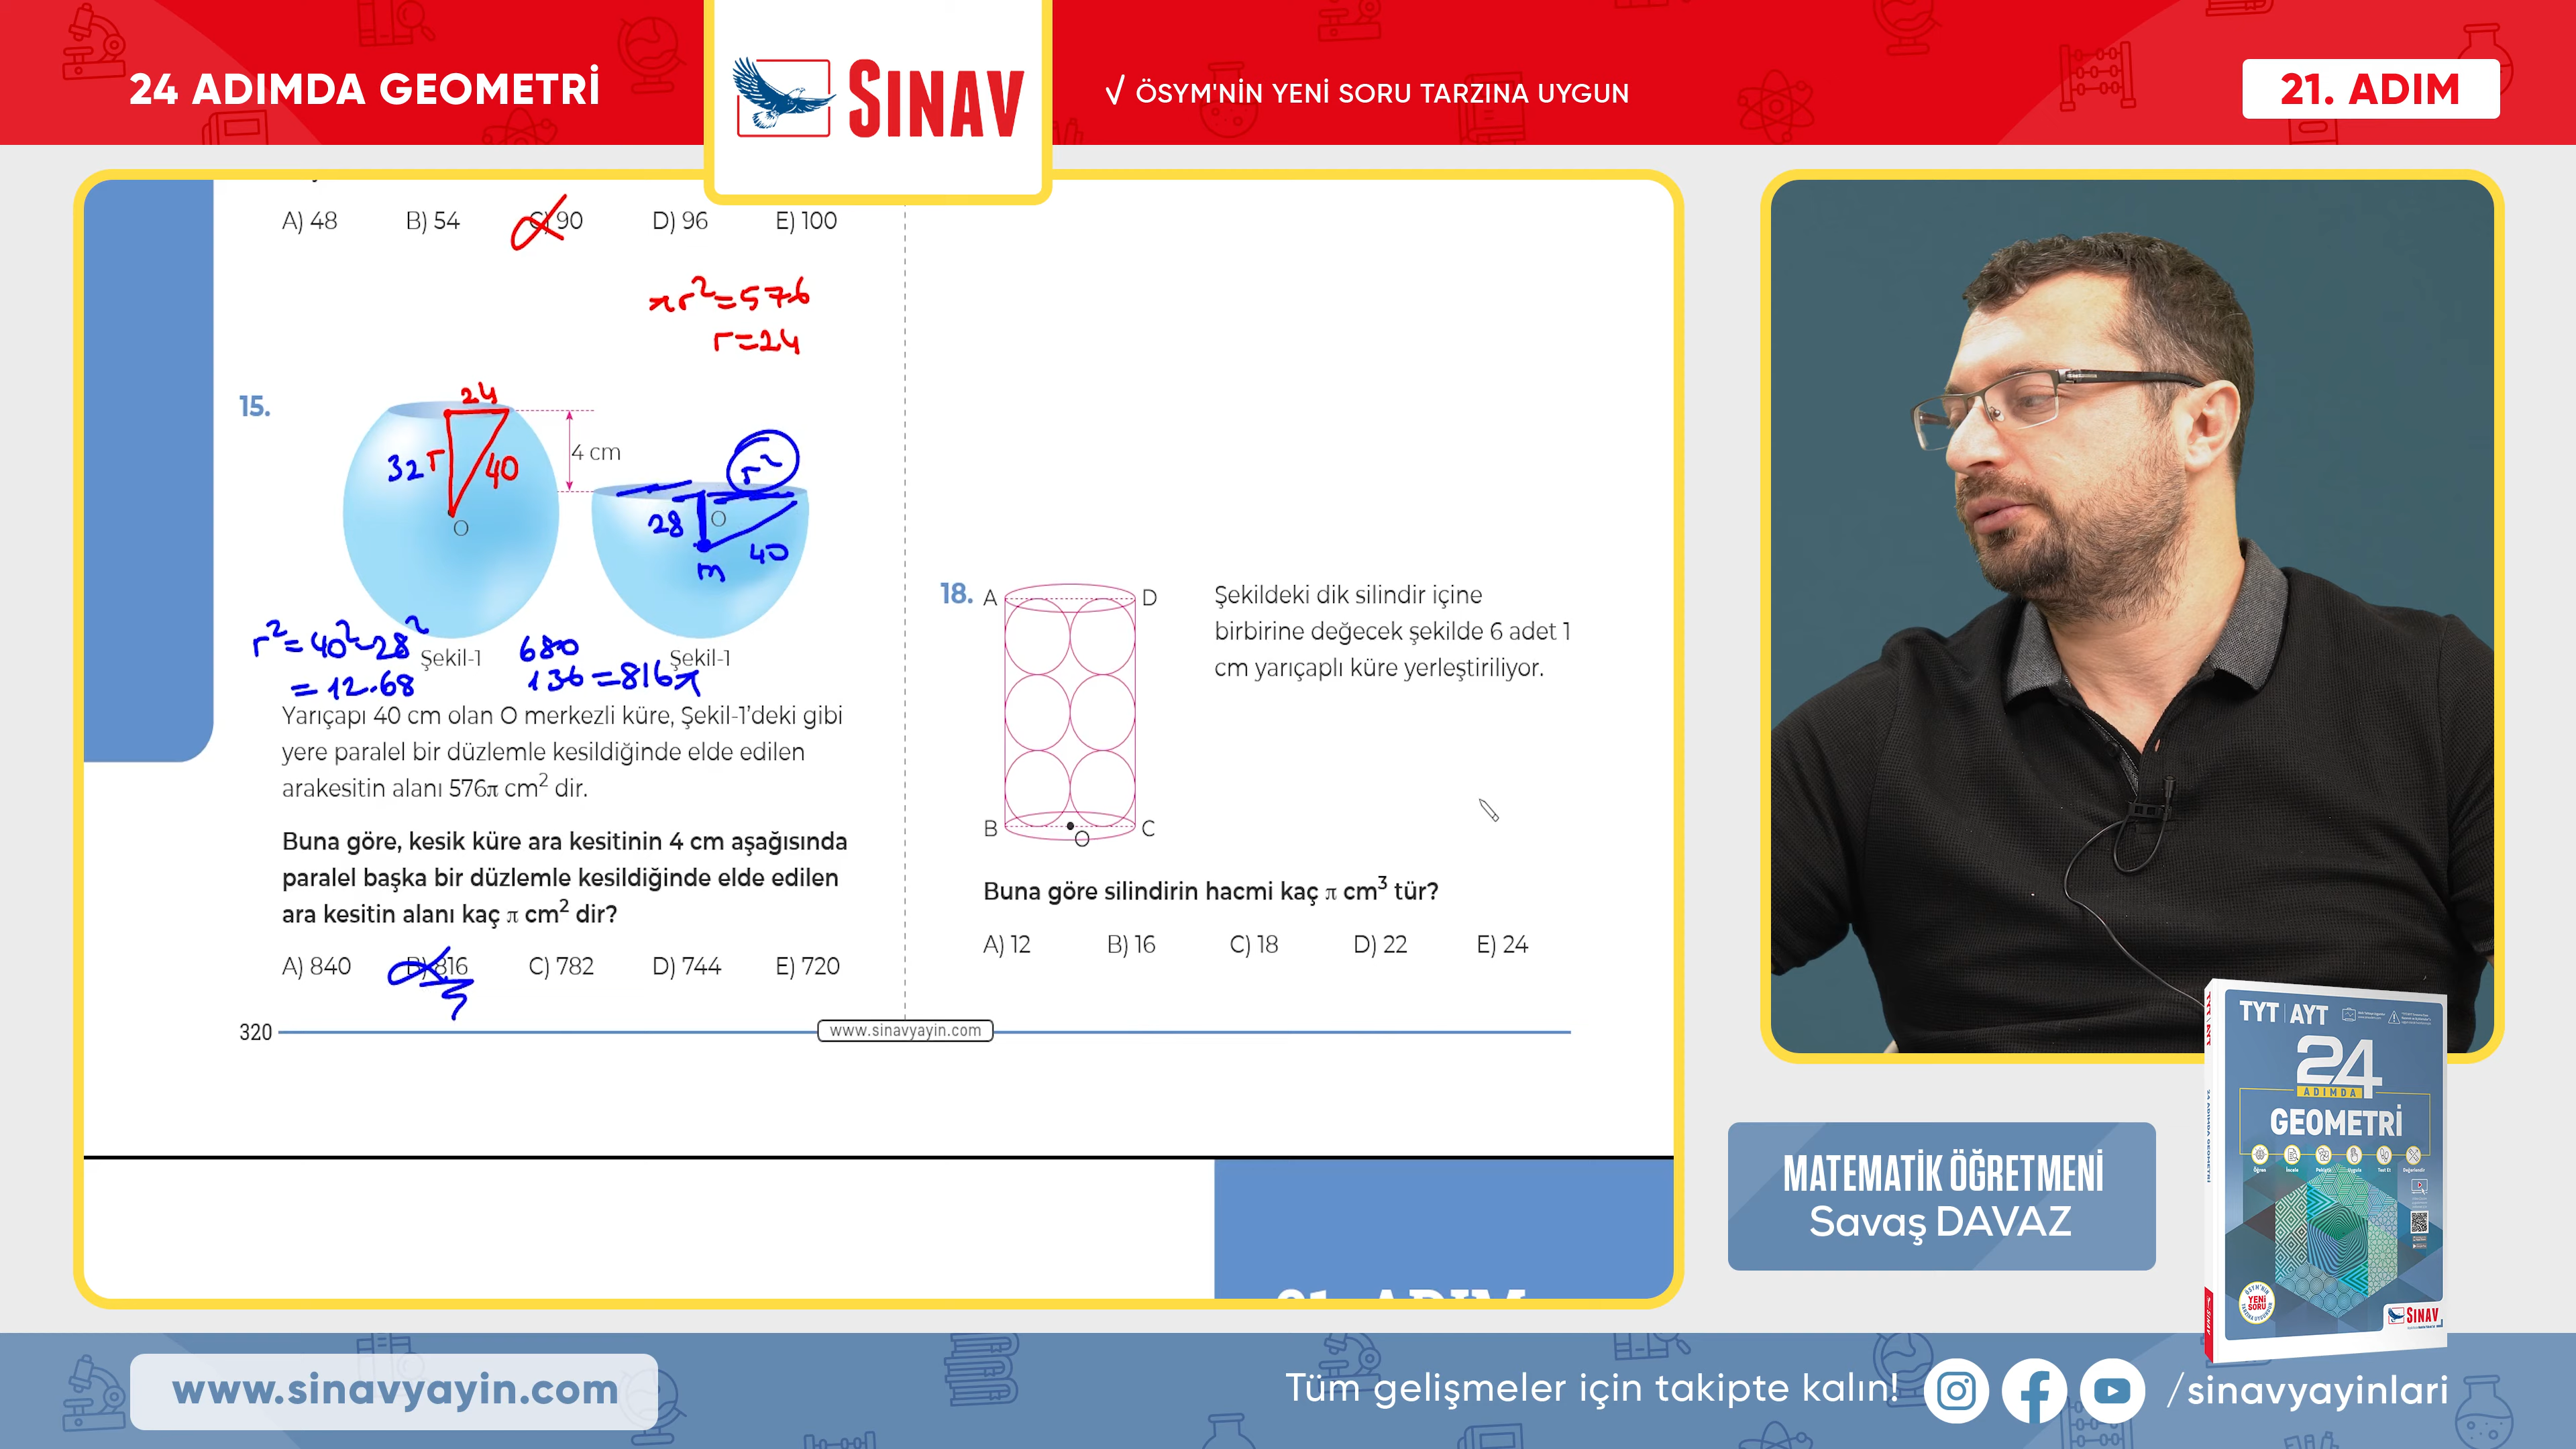 24 ADIMDA GEOMETRİ
SINAV
√ ÖSYM'NİN YENİ SORU TARZINA UYGUN
21. ADIM
A) 48 B) 54 C) 90 D) 96 E) 100
πr²=576
r=24
15.
24
32 r 40
O
4 cm
r²
28 O
40
m
r²=40²-28²
=12.68
Şekil-1
680
136=816π
Şekil-1
Yarıçapı 40 cm olan O merkezli küre, Şekil-1'deki gibi
yere paralel bir düzlemle kesildiğinde elde edilen
arakesitin alanı 576π cm² dir.
Buna göre, kesik küre ara kesitinin 4 cm aşağısında
paralel başka bir düzlemle kesildiğinde elde edilen
ara kesitin alanı kaç π cm² dir?
A) 840 B) 816 C) 782 D) 744 E) 720
18.
A D
B C
O
Şekildeki dik silindir içine
birbirine değecek şekilde 6 adet 1
cm yarıçaplı küre yerleştiriliyor.
Buna göre silindirin hacmi kaç π cm³ tür?
A) 12 B) 16 C) 18 D) 22 E) 24
320
www.sinavyayin.com
MATEMATİK ÖĞRETMENİ
Savaş DAVAZ
TYT AYT
24
ADIMDA
GEOMETRİ
YENİ
SORU
SINAV
www.sinavyayin.com
Tüm gelişmeler için takipte kalın!
/sinavyayinlari